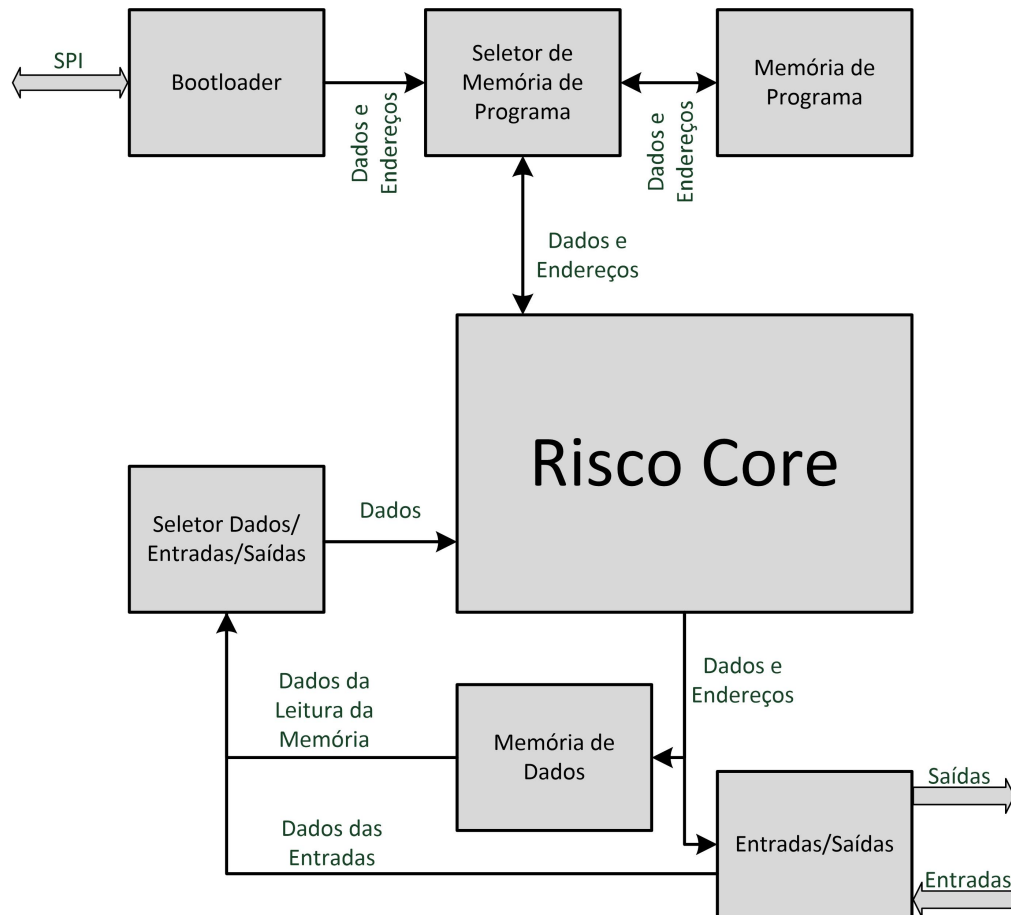 SPI
Bootloader
Dados e
Endereços
Seletor de
Memória de
Programa
Dados e
Endereços
Memória de
Programa
Dados e
Endereços
Risco Core
Seletor Dados/
Entradas/Saídas
Dados
Dados e
Endereços
Dados da
Leitura da
Memória
Memória de
Dados
Dados das
Entradas
Entradas/Saídas
Saídas
Entradas